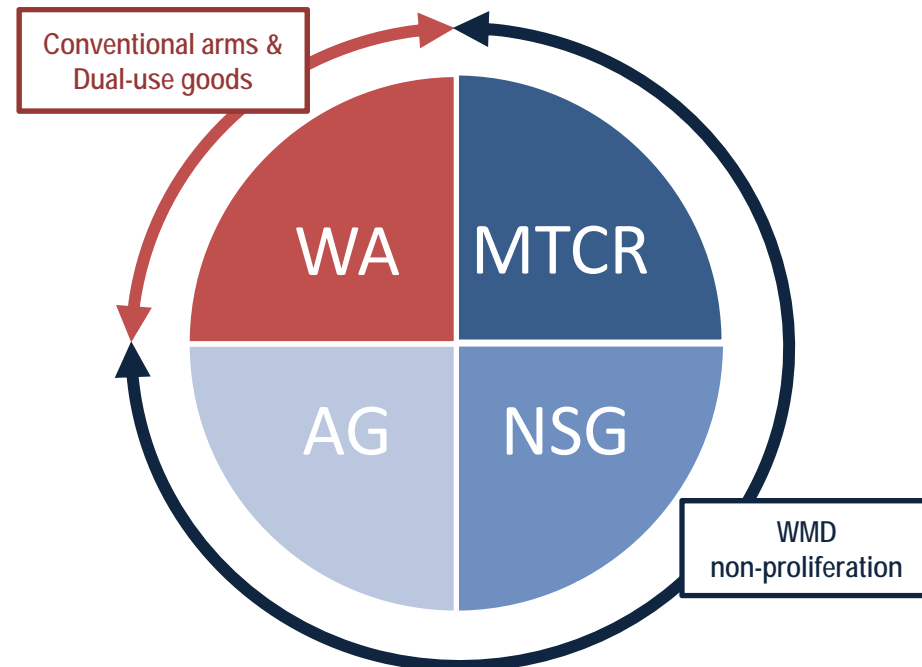 Conventional arms &
Dual-use goods
WA
MTCR
AG
NSG
WMD
non-proliferation